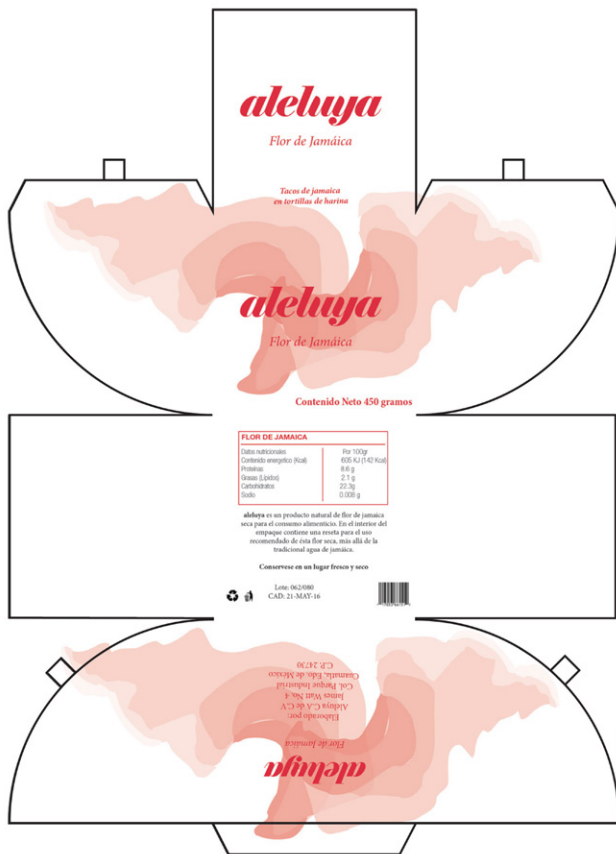 aleluya
Flor de Jamáica
Tacos de jamaica
en tortillas de harina
aleluya
Flor de Jamáica
Contenido Neto 450 gramos
FLOR DE JAMAICA
Datos nutricionales Por 100gr
Contenido energetico (Kcal) 605 KJ (142 Kcal)
Proteinas 8.6 g
Grasas (Lípidos) 2.1 g
Carbohidratos 22.3g
Sodio 0.008 g
aleluya es un producto natural de flor de jamaica
seca para el consumo alimenticio. En el interior del
empaque contiene una reseta para el uso
recomendado de ésta flor seca, más allá de la
tradicional agua de jamáica.
Conservese en un lugar fresco y seco
Lote: 062/080
CAD: 21-MAY-16
aleluya
Flor de Jamáica
Elaborado por:
Aleluya C.A de C.V
James Watt No. 4
Col. Parque Industrial
Cuamatla, Edo. de México
C.P. 24730